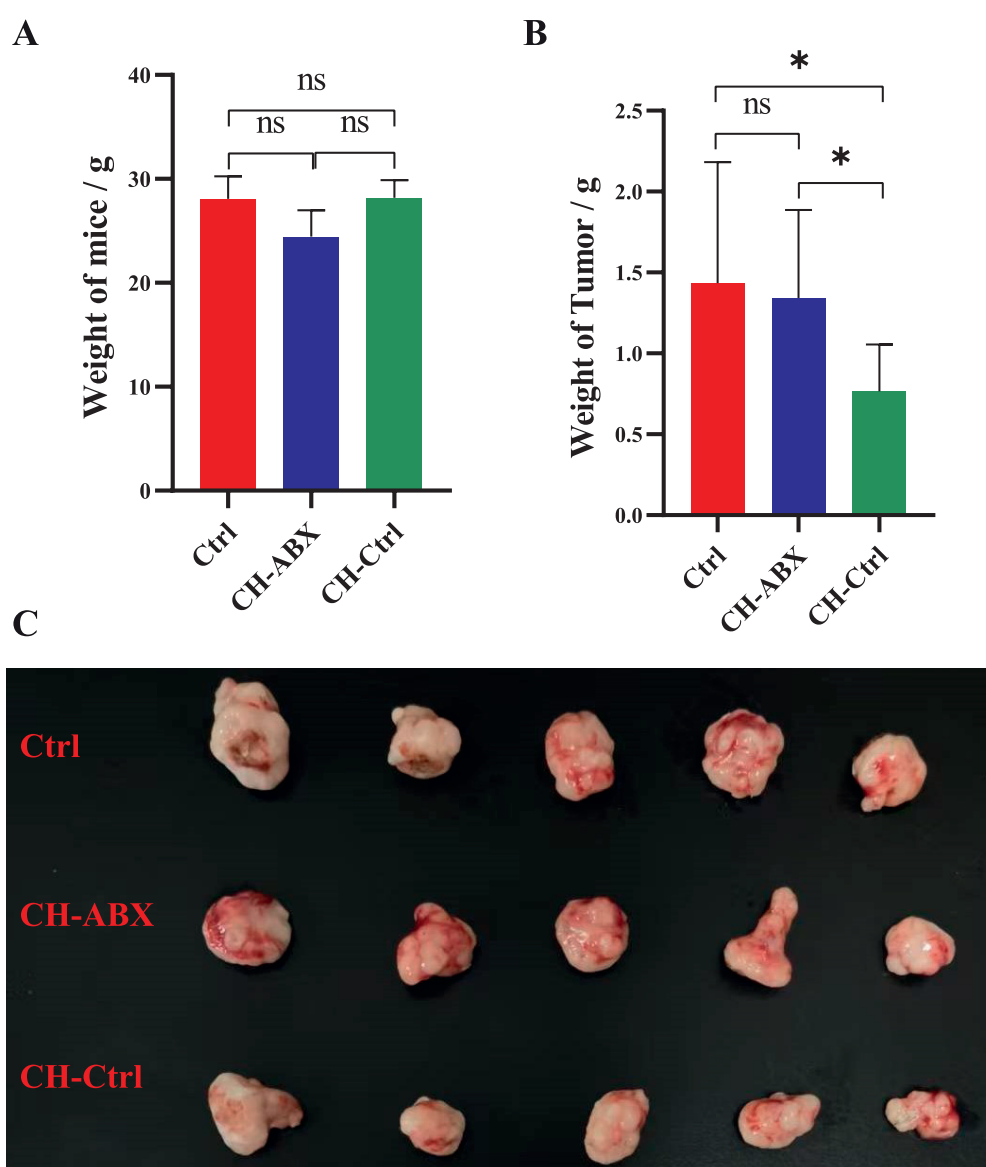 A
Weight of mice / g
40
30
20
10
0
ns
ns
ns
Ctrl
CH-ABX
CH-Ctrl
B
Weight of Tumor / g
2.5
2.0
1.5
1.0
0.5
0.0
*
ns
*
Ctrl
CH-ABX
CH-Ctrl
C
Ctrl
CH-ABX
CH-Ctrl